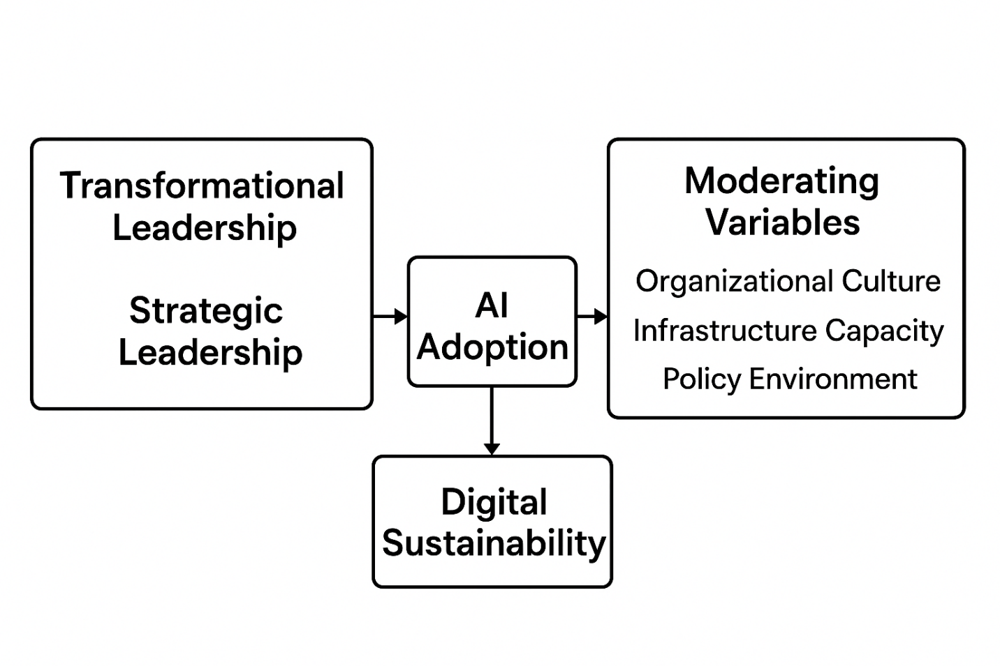 Transformational
Leadership
Strategic
Leadership
AI
Adoption
Moderating
Variables
Organizational Culture
Infrastructure Capacity
Policy Environment
Digital
Sustainability